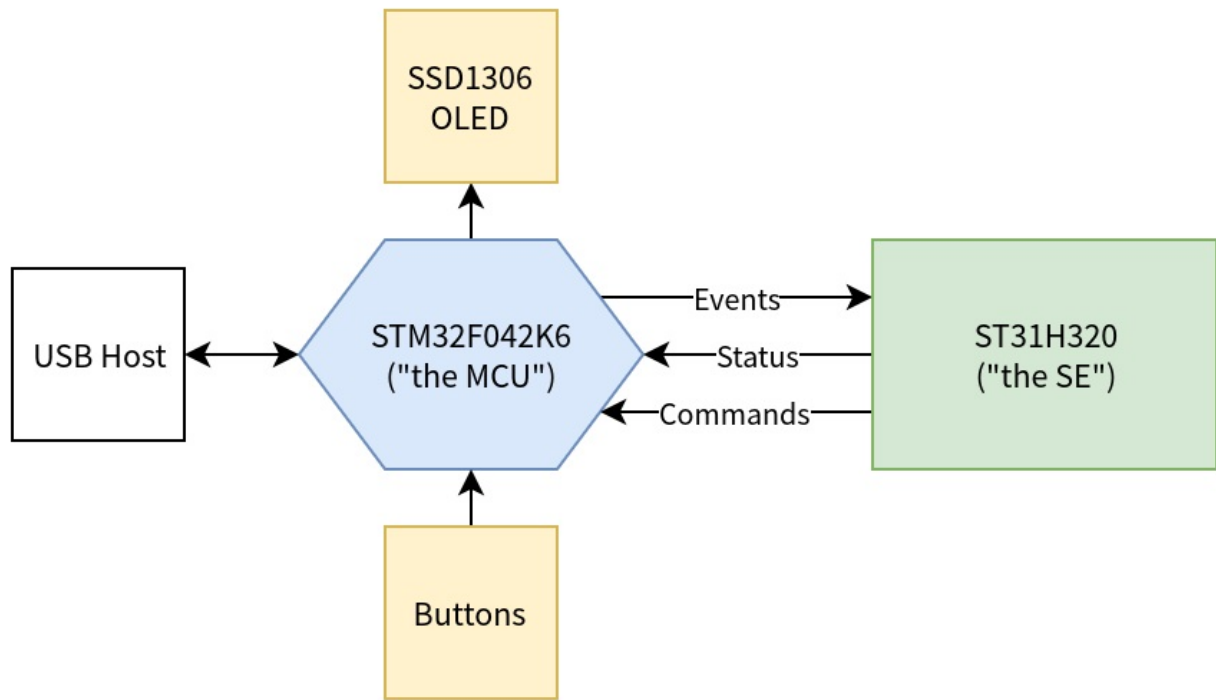 SSD1306
OLED
USB Host
STM32F042K6
("the MCU")
Events
Status
Commands
ST31H320
("the SE")
Buttons